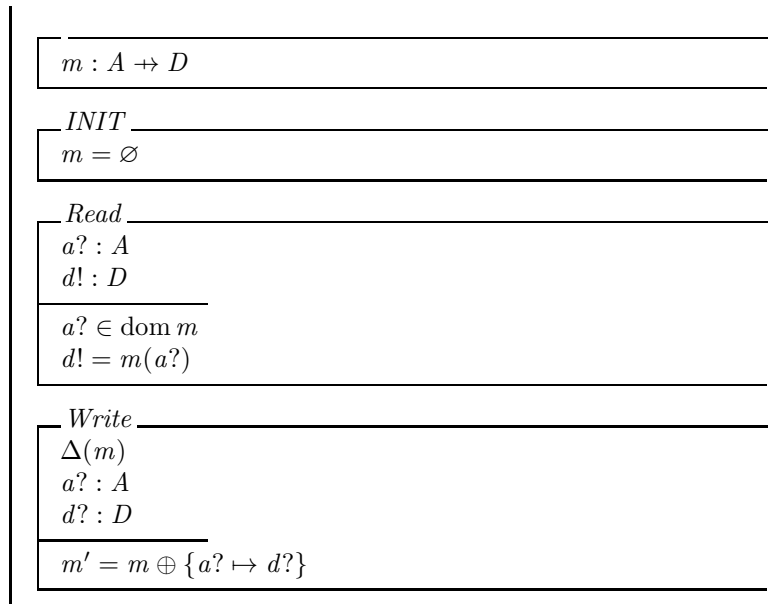 m : A ⇸ D
INIT
m = ∅
Read
a? : A
d! : D
a? ∈ dom m
d! = m(a?)
Write
Δ(m)
a? : A
d? : D
m′ = m ⊕ {a? ↦ d?}